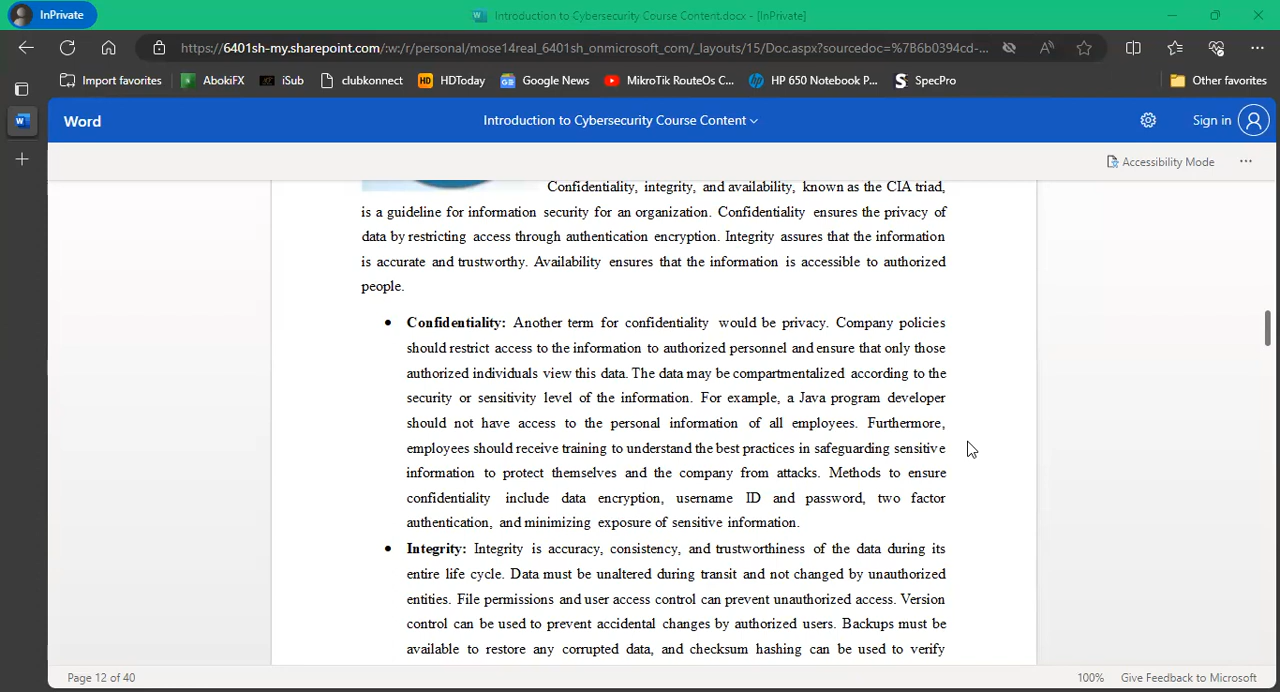 InPrivate
Introduction to Cybersecurity Course Content.docx - [InPrivate]
https://6401sh-my.sharepoint.com/:w:/r/personal/mose14real_6401sh_onmicrosoft_com/_layouts/15/Doc.aspx?sourcedoc=%7B6b0394cd-...
Import favorites AbokiFX iSub clubkonnect HDToday Google News MikroTik RouteOs C... HP 650 Notebook P... SpecPro Other favorites
Word Introduction to Cybersecurity Course Content Sign in
Accessibility Mode ...
Confidentiality, integrity, and availability, known as the CIA triad,
is a guideline for information security for an organization. Confidentiality ensures the privacy of
data by restricting access through authentication encryption. Integrity assures that the information
is accurate and trustworthy. Availability ensures that the information is accessible to authorized
people.
• Confidentiality: Another term for confidentiality would be privacy. Company policies
should restrict access to the information to authorized personnel and ensure that only those
authorized individuals view this data. The data may be compartmentalized according to the
security or sensitivity level of the information. For example, a Java program developer
should not have access to the personal information of all employees. Furthermore,
employees should receive training to understand the best practices in safeguarding sensitive
information to protect themselves and the company from attacks. Methods to ensure
confidentiality include data encryption, username ID and password, two factor
authentication, and minimizing exposure of sensitive information.
• Integrity: Integrity is accuracy, consistency, and trustworthiness of the data during its
entire life cycle. Data must be unaltered during transit and not changed by unauthorized
entities. File permissions and user access control can prevent unauthorized access. Version
control can be used to prevent accidental changes by authorized users. Backups must be
available to restore any corrupted data, and checksum hashing can be used to verify
Page 12 of 40 100% Give Feedback to Microsoft